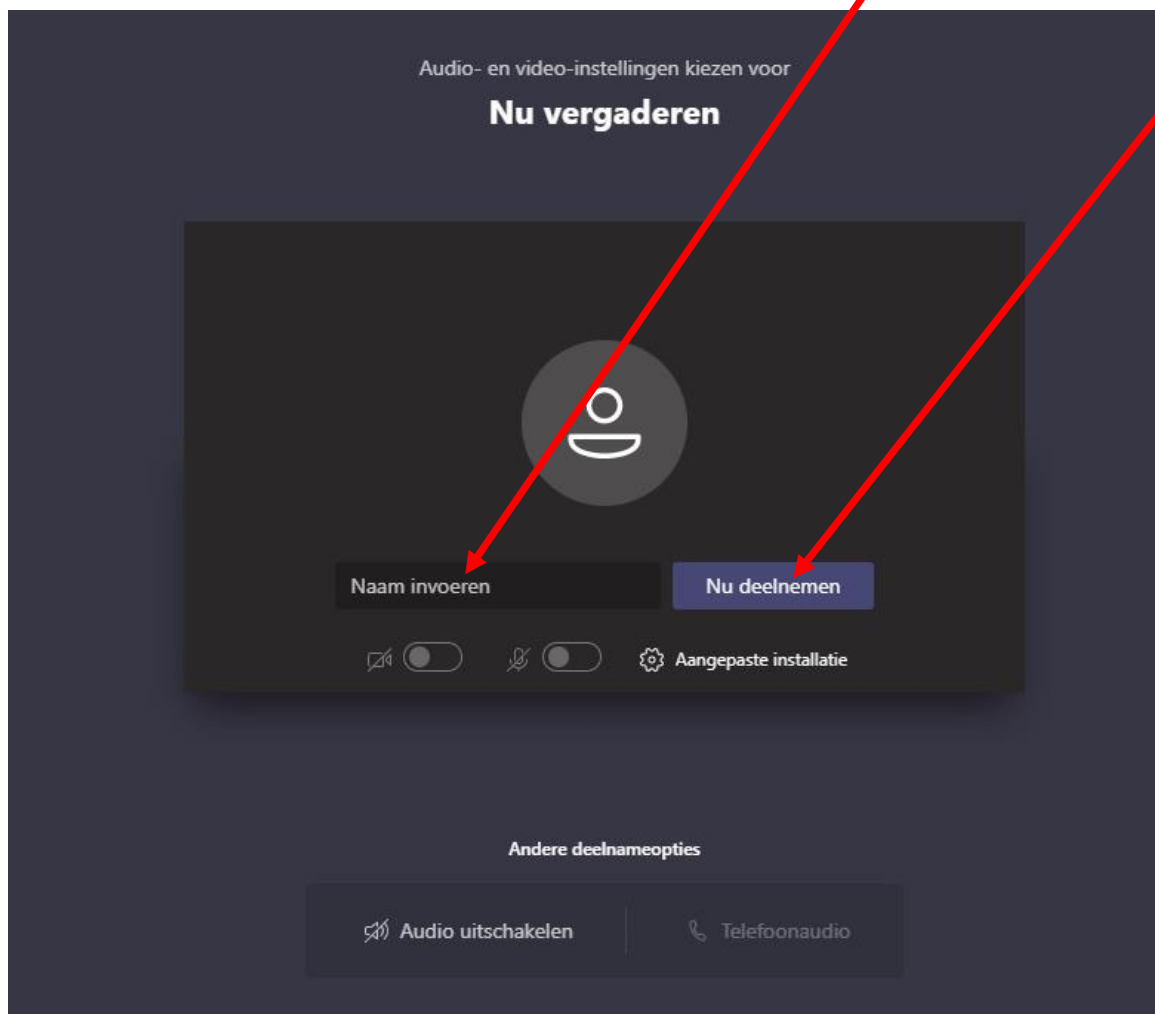 Audio- en video-instellingen kiezen voor
Nu vergaderen
Naam invoeren
Nu deelnemen
Aangepaste installatie
Andere deelnameopties
Audio uitschakelen
Telefoonaudio